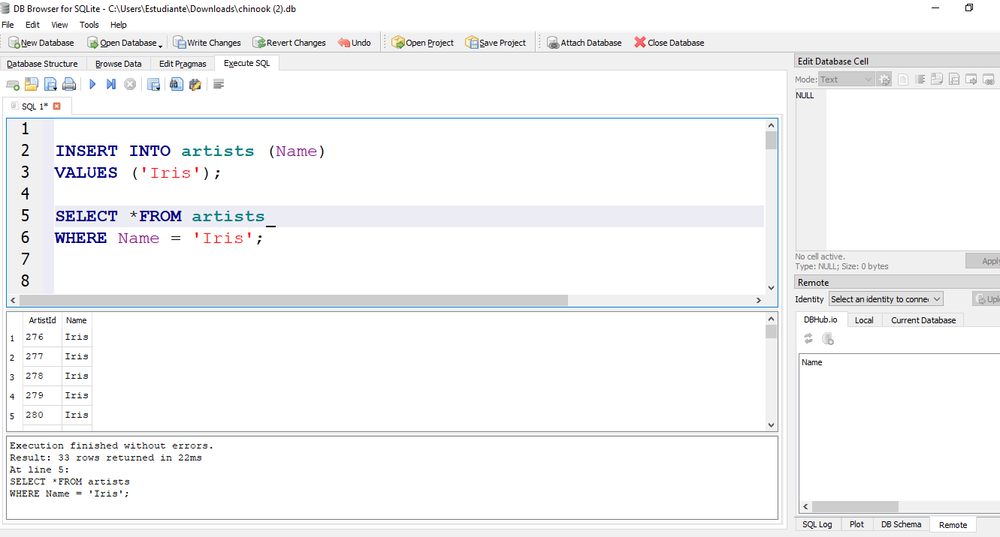 DB Browser for SQLite - C:\Users\Estudiante\Downloads\chinook (2).db
File Edit View Tools Help
New Database Open Database Write Changes Revert Changes Undo Open Project Save Project Attach Database Close Database
Database Structure Browse Data Edit Pragmas Execute SQL
SQL 1*
1
2 INSERT INTO artists (Name)
3 VALUES ('Iris');
4
5 SELECT *FROM artists
6 WHERE Name = 'Iris';
7
8
ArtistId Name
1 276 Iris
2 277 Iris
3 278 Iris
4 279 Iris
5 280 Iris
Execution finished without errors.
Result: 33 rows returned in 22ms
At line 5:
SELECT *FROM artists
WHERE Name = 'Iris';
Edit Database Cell
Mode: Text
NULL
No cell active.
Type: NULL; Size: 0 bytes
Apply
Remote
Identity Select an identity to conne Upl
DBHub.io Local Current Database
Name
SQL Log Plot DB Schema Remote